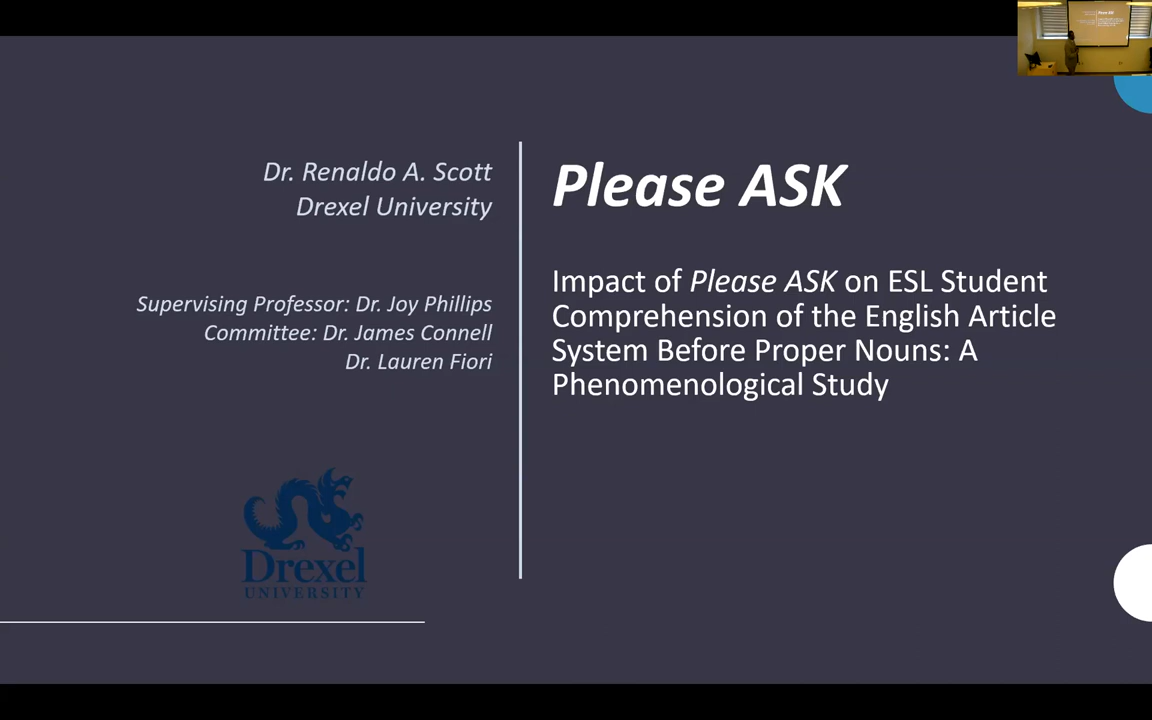 Dr. Renaldo A. Scott
Drexel University
Supervising Professor: Dr. Joy Phillips
Committee: Dr. James Connell
Dr. Lauren Fiori
Drexel
UNIVERSITY
Please ASK
Impact of Please ASK on ESL Student
Comprehension of the English Article
System Before Proper Nouns: A
Phenomenological Study